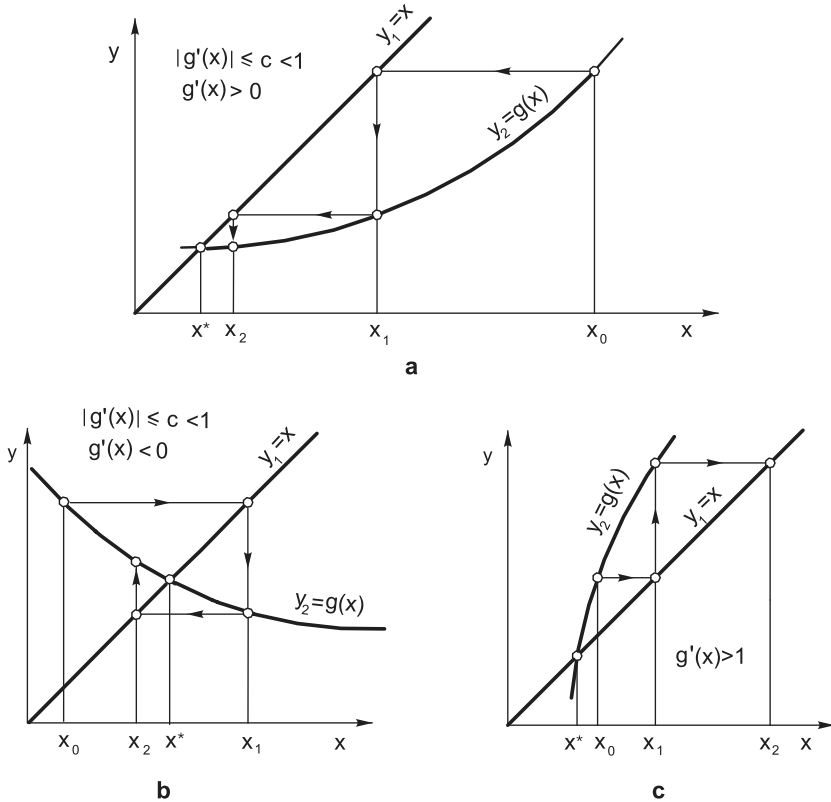 y
y₁=x
|g'(x)| ⩽ c <1
g'(x) > 0
y₂=g(x)
x* x₂ x₁ x₀ x
a
|g'(x)| ⩽ c <1
g'(x) <0
y
y₁=x
y₂=g(x)
x₀ x₂ x* x₁ x
b
y
y₂=g(x)
y₁=x
g'(x)>1
x* x₀ x₁ x₂ x
c